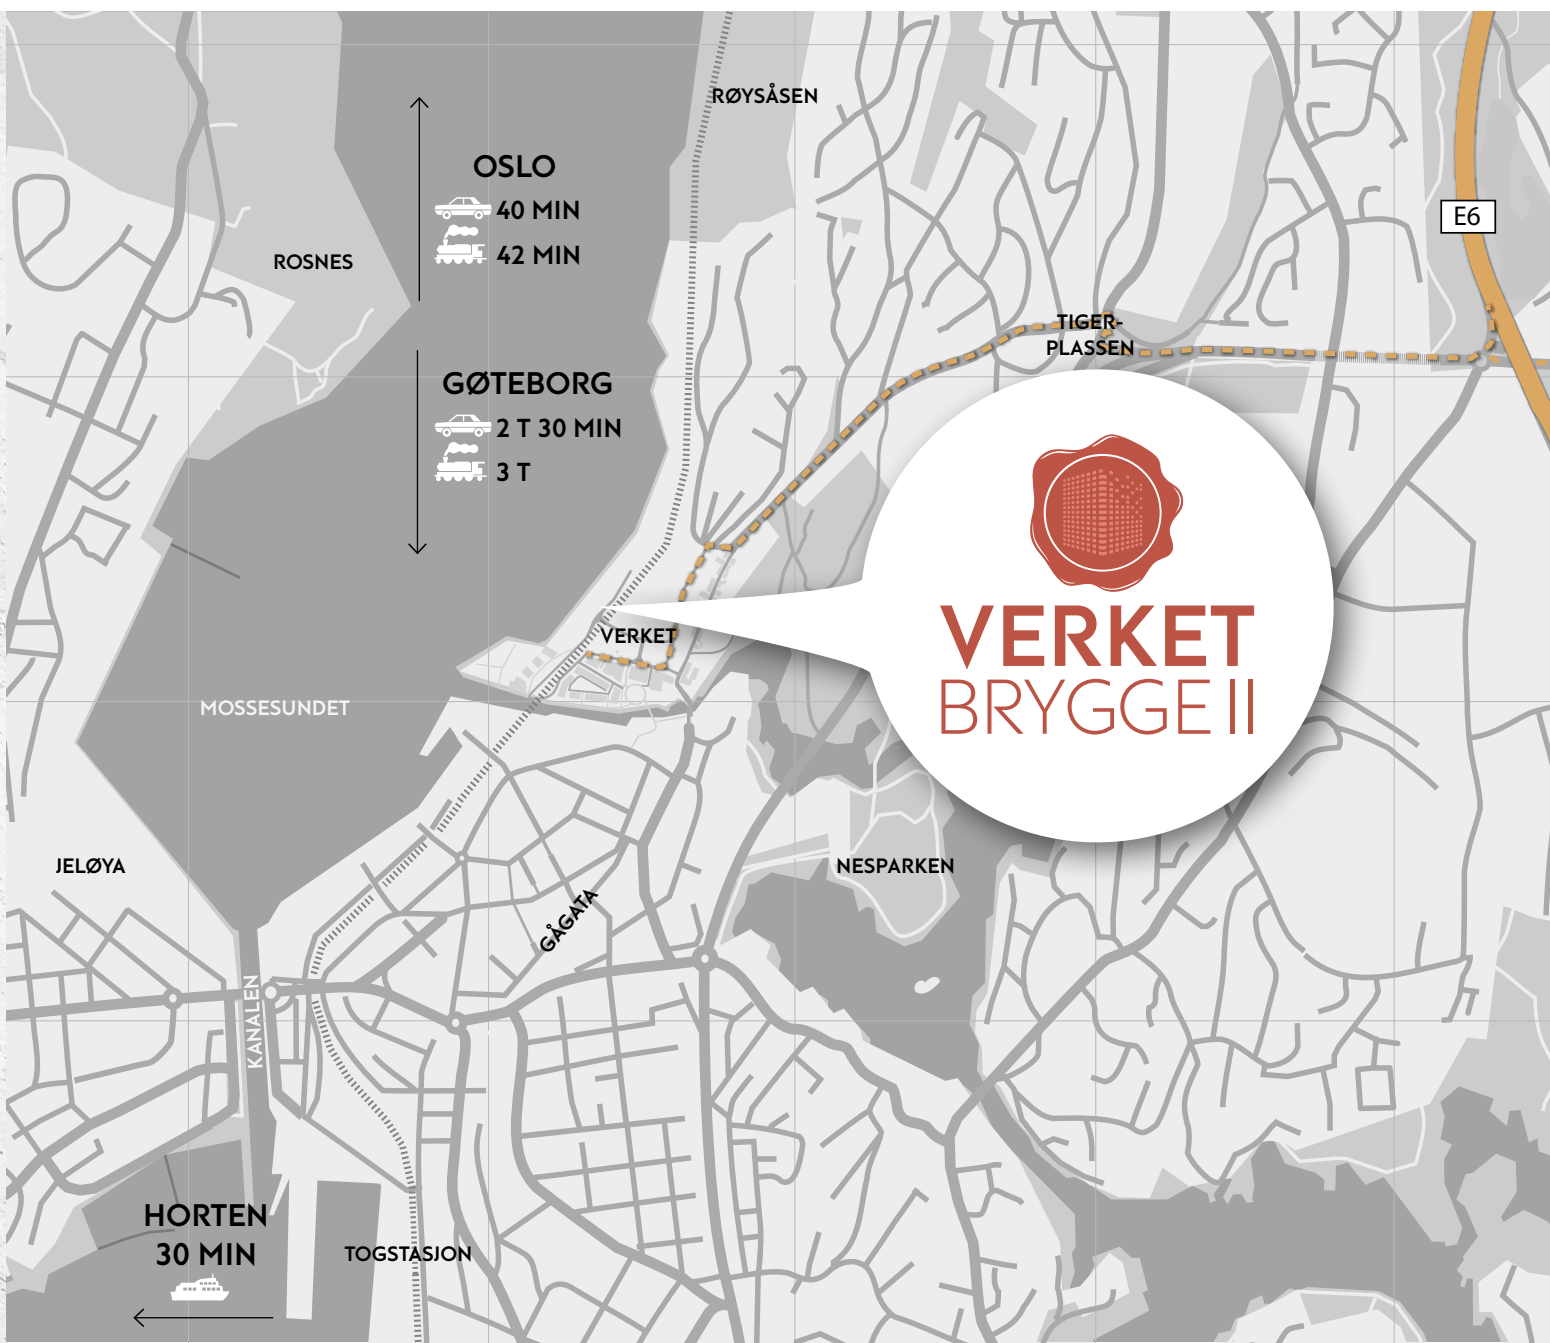 RØYSÅSEN
OSLO
40 MIN
42 MIN
E6
ROSNES
TIGER-
PLASSEN
GØTEBORG
2 T 30 MIN
3 T
VERKET
BRYGGE II
VERKET
MOSSESUNDET
JELØYA
NESPARKEN
GÅGATA
KANALEN
HORTEN
30 MIN
TOGSTASJON